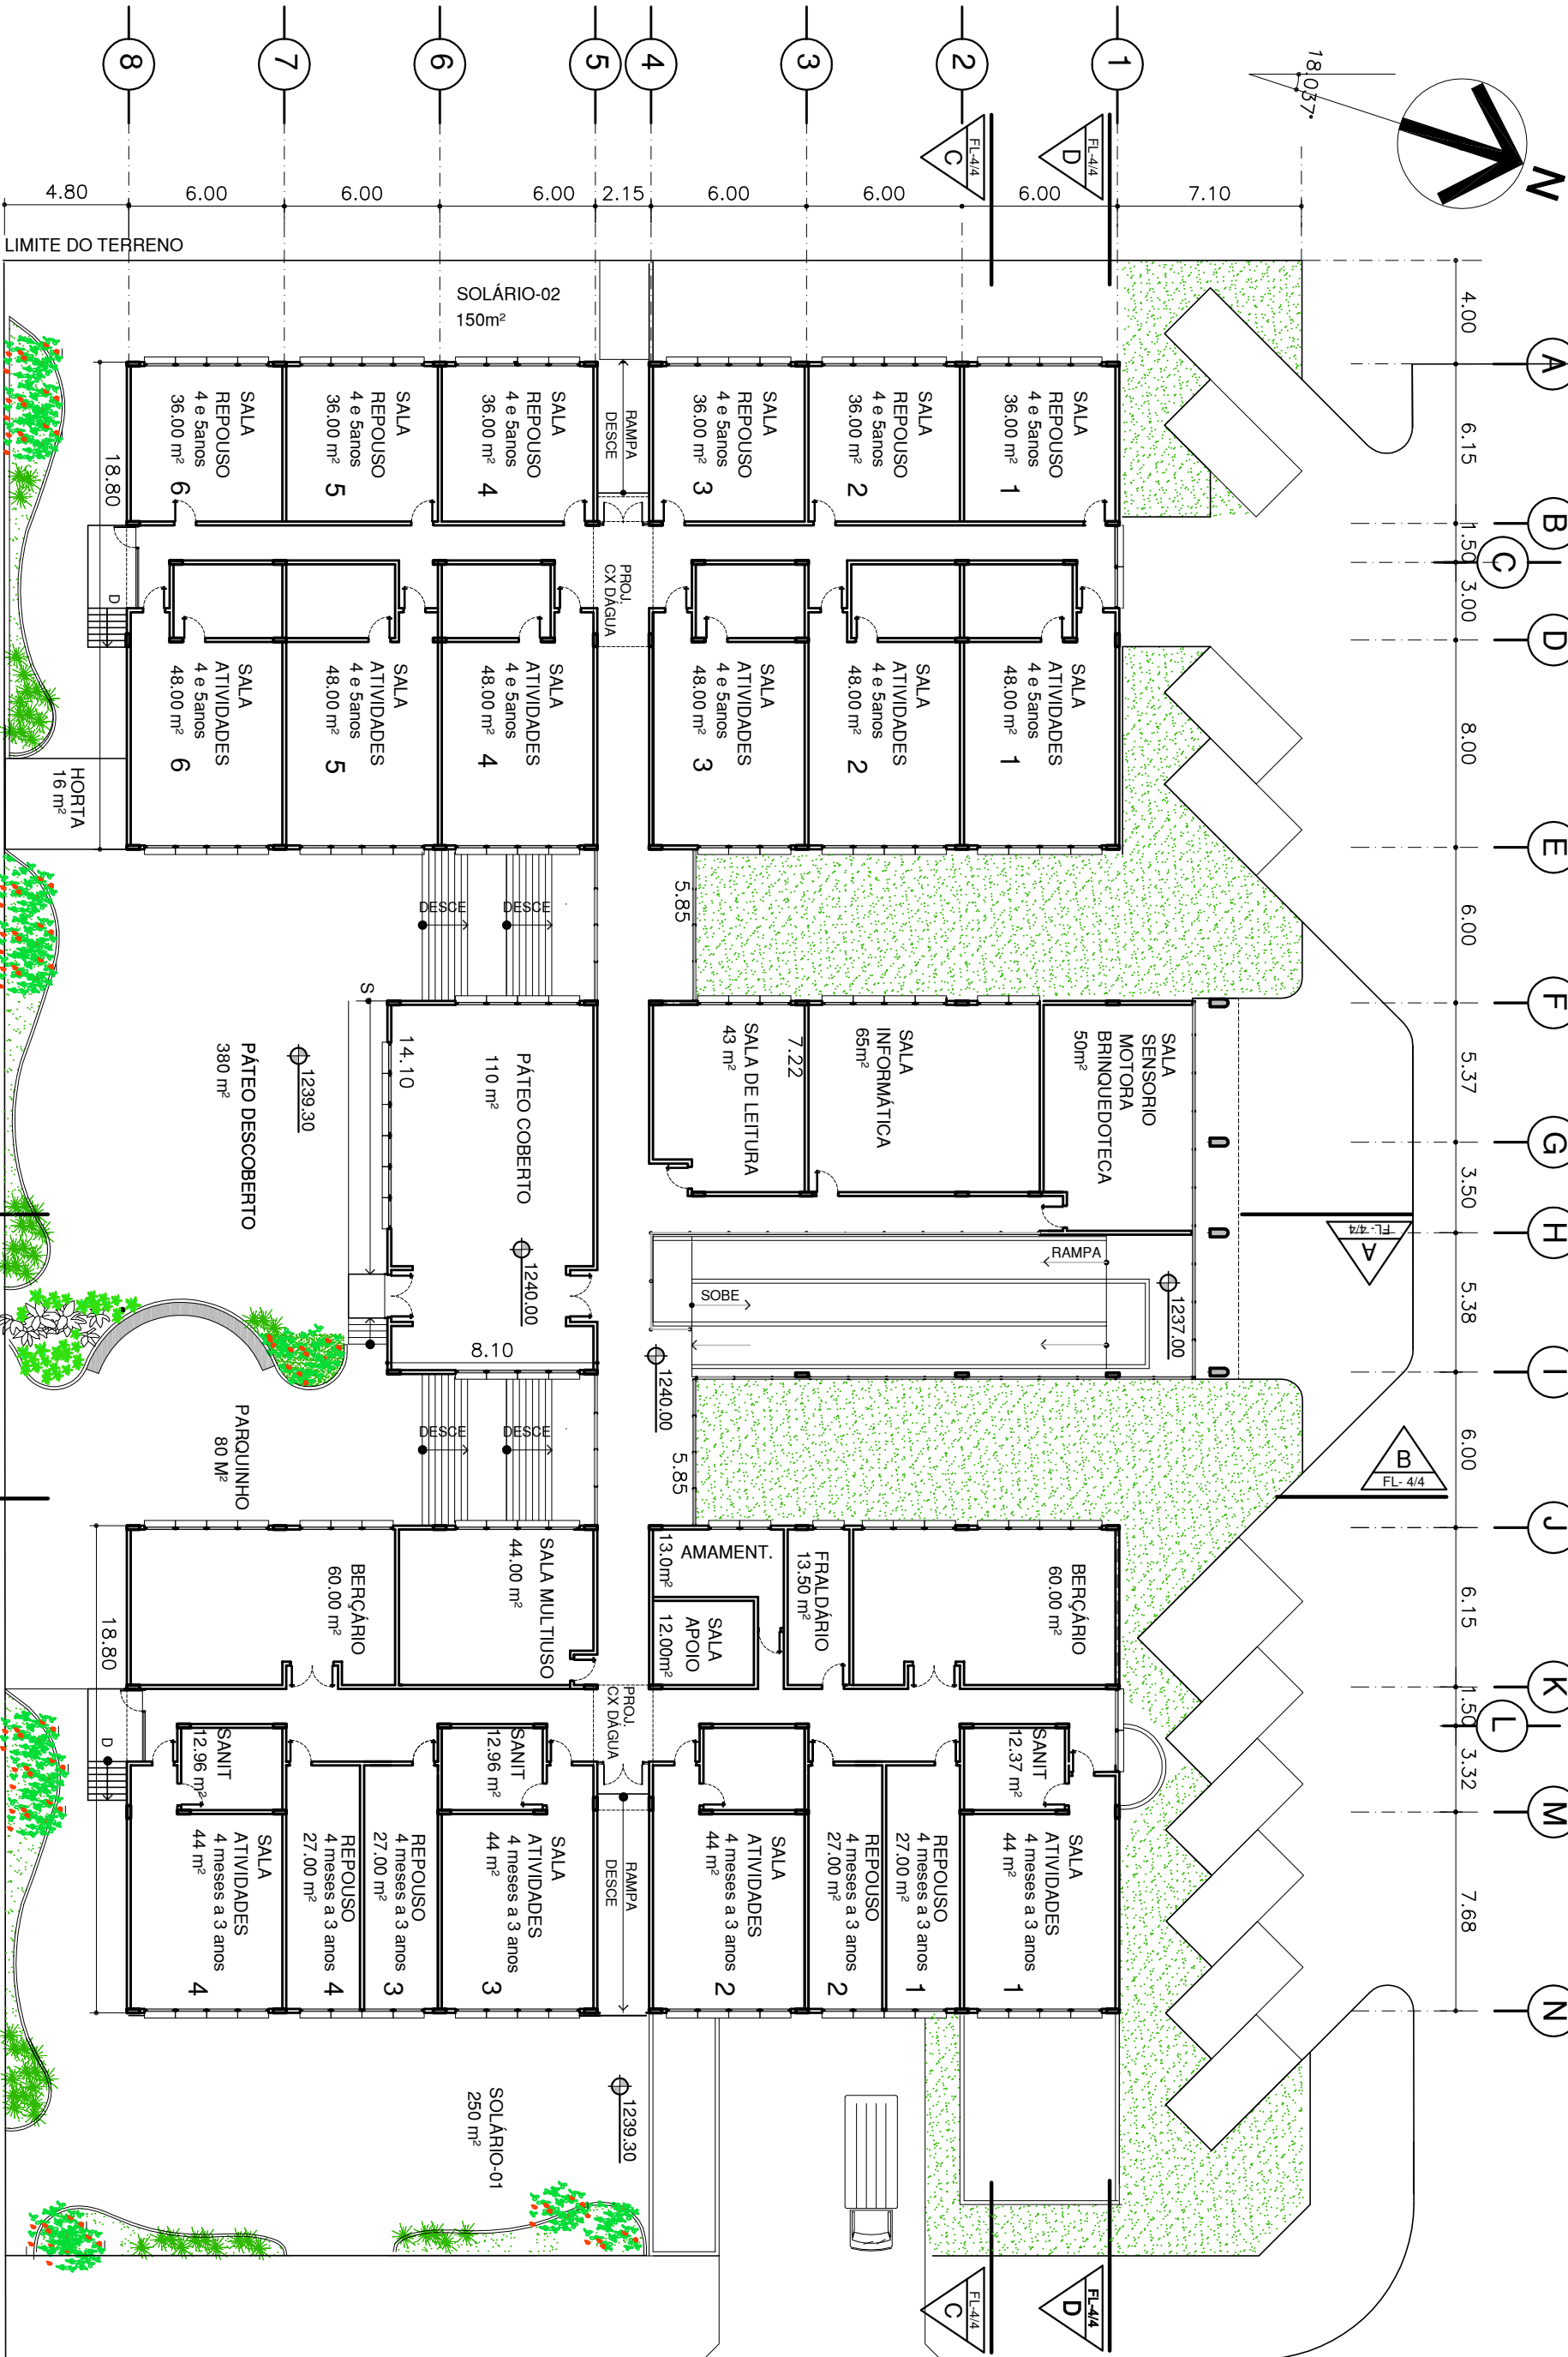 18.037°
N
8
7
6
5
4
3
2
1
FL-4/4
C
FL-4/4
D
4.80
6.00
6.00
6.00
2.15
6.00
6.00
6.00
7.10
LIMITE DO TERRENO
4.00
6.15
1.50
3.00
8.00
6.00
5.37
3.50
5.38
6.00
6.15
1.50
3.32
7.68
A
B
C
D
E
F
G
H
I
J
K
L
M
N
SOLÁRIO-02
150m²
SALA
REPOUSO
4 e 5anos
36.00 m²
6
SALA
REPOUSO
4 e 5anos
36.00 m²
5
SALA
REPOUSO
4 e 5anos
36.00 m²
4
RAMPA
DESCE
SALA
REPOUSO
4 e 5anos
36.00 m²
3
SALA
REPOUSO
4 e 5anos
36.00 m²
2
SALA
REPOUSO
4 e 5anos
36.00 m²
1
18.80
D
PROJ.
CX DÁGUA
SALA
ATIVIDADES
4 e 5anos
48.00 m²
6
SALA
ATIVIDADES
4 e 5anos
48.00 m²
5
SALA
ATIVIDADES
4 e 5anos
48.00 m²
4
SALA
ATIVIDADES
4 e 5anos
48.00 m²
3
SALA
ATIVIDADES
4 e 5anos
48.00 m²
2
SALA
ATIVIDADES
4 e 5anos
48.00 m²
1
HORTA
16 m²
DESCE
DESCE
5.85
S
14.10
PÁTEO DESCOBERTO
380 m²
1239.30
PÁTEO COBERTO
110 m²
1240.00
8.10
SALA DE LEITURA
43 m²
7.22
SALA
INFORMÁTICA
65m²
SALA
SENSORIO
MOTORA
BRINQUEDOTECA
50m²
RAMPA
SOBE
1237.00
1240.00
A
FL-4/4
B
FL- 4/4
DESCE
DESCE
5.85
PARQUINHO
80 M²
BERÇÁRIO
60.00 m²
SALA MULTIUSO
44.00 m²
AMAMENT.
13.0m²
SALA
APOIO
12.00m²
FRALDÁRIO
13.50 m²
BERÇÁRIO
60.00 m²
18.80
D
PROJ.
CX DÁGUA
SANIT
12.96 m²
SANIT
12.96 m²
SANIT
12.37 m²
SALA
ATIVIDADES
4 meses a 3 anos
44 m²
4
REPOUSO
4 meses a 3 anos
27.00 m²
4
REPOUSO
4 meses a 3 anos
27.00 m²
3
SALA
ATIVIDADES
4 meses a 3 anos
44 m²
3
RAMPA
DESCE
SALA
ATIVIDADES
4 meses a 3 anos
44 m²
2
REPOUSO
4 meses a 3 anos
27.00 m²
2
REPOUSO
4 meses a 3 anos
27.00 m²
1
SALA
ATIVIDADES
4 meses a 3 anos
44 m²
1
SOLÁRIO-01
250 m²
1239.30
FL-4/4
C
FL-4/4
D